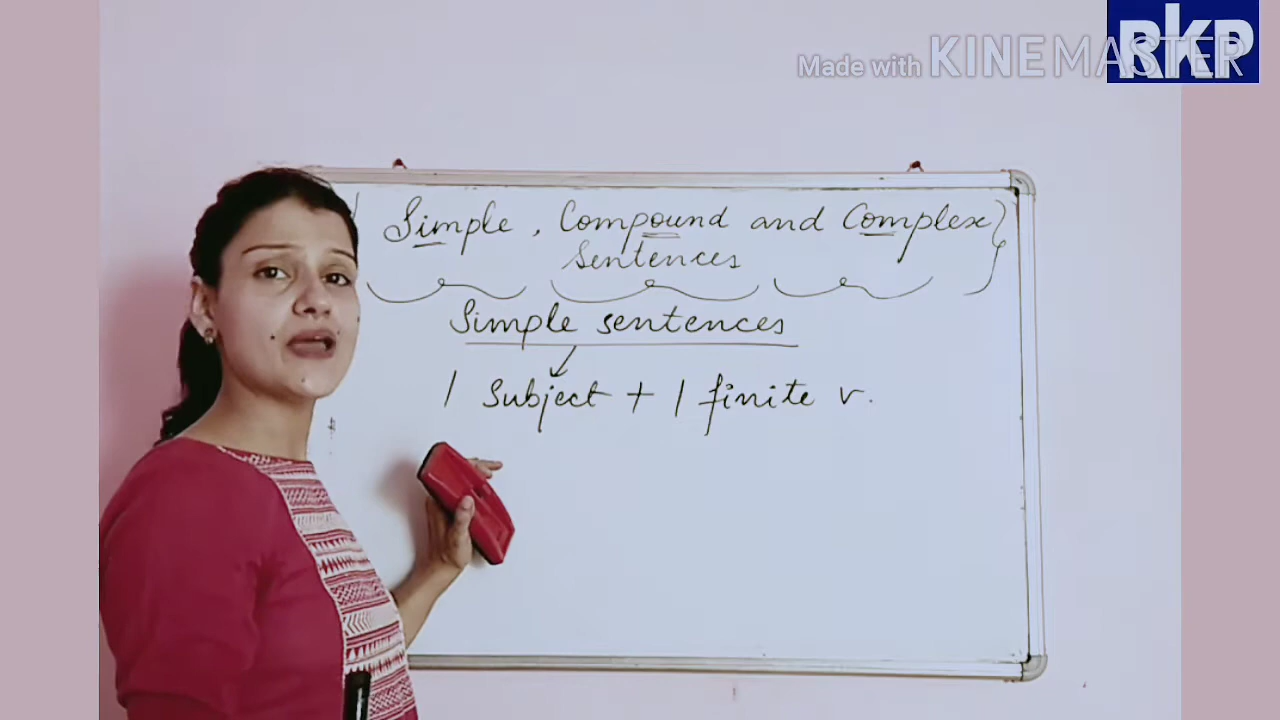 RKP
Made with KINEMASTER
Simple, Compound and Complex
Sentences
Simple sentences
1 Subject + 1 finite v.